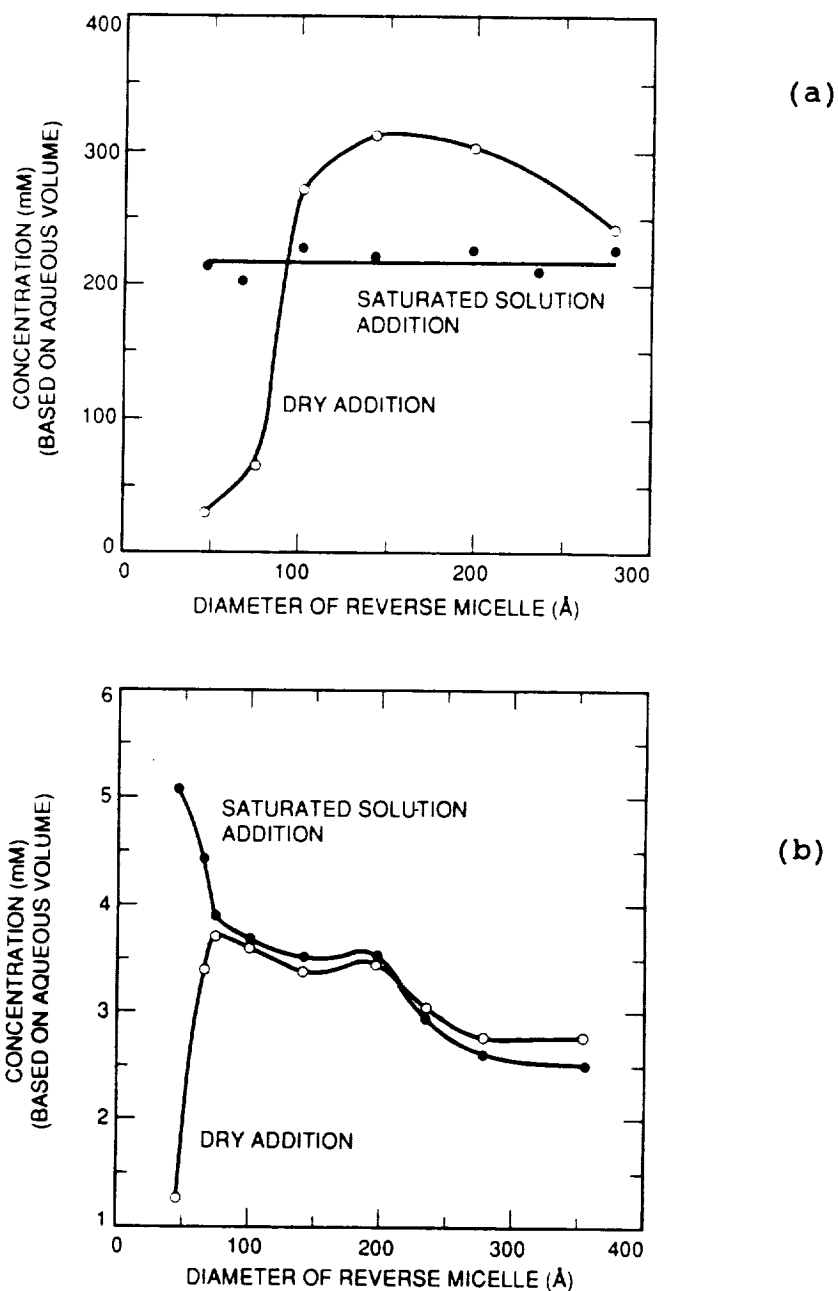 (a)
400
300
200
100
0
CONCENTRATION (mM)
(BASED ON AQUEOUS VOLUME)
SATURATED SOLUTION
ADDITION
DRY ADDITION
0
100
200
300
DIAMETER OF REVERSE MICELLE (Å)
(b)
6
5
4
3
2
1
CONCENTRATION (mM)
(BASED ON AQUEOUS VOLUME)
SATURATED SOLUTION
ADDITION
DRY ADDITION
0
100
200
300
400
DIAMETER OF REVERSE MICELLE (Å)